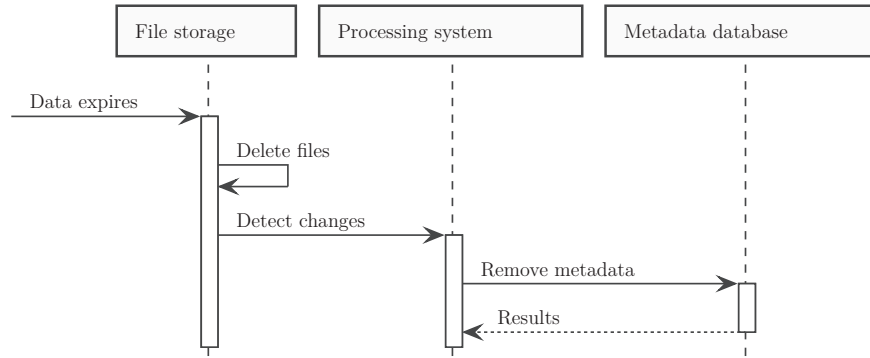 File storage
Processing system
Metadata database
Data expires
Delete files
Detect changes
Remove metadata
Results